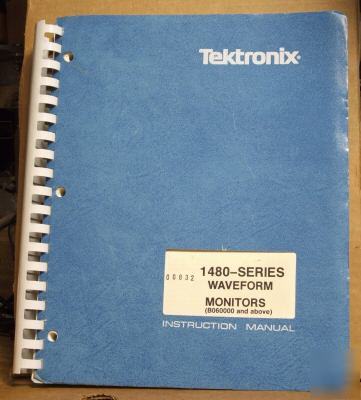 Tektronix
00832 1480-SERIES
WAVEFORM
MONITORS
(B060000 and above)
INSTRUCTION MANUAL